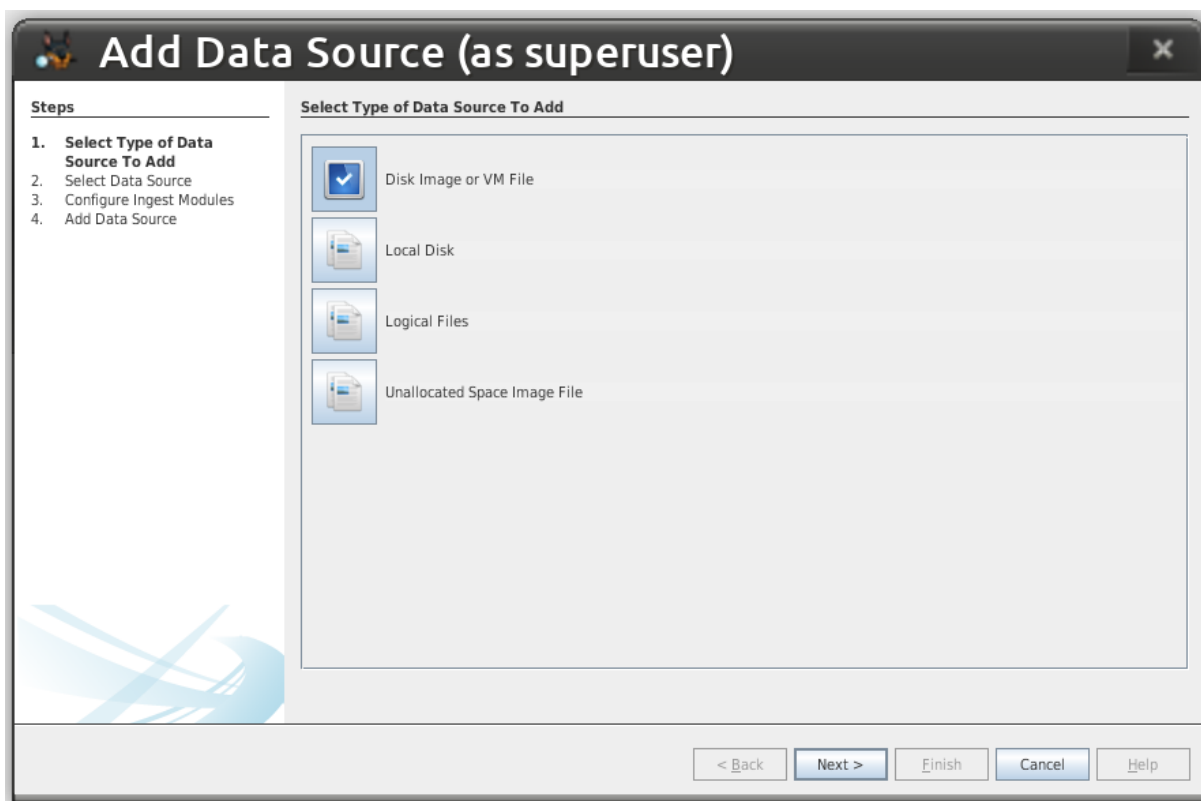 Add Data Source (as superuser)
Steps
1. Select Type of Data
Source To Add
2. Select Data Source
3. Configure Ingest Modules
4. Add Data Source
Select Type of Data Source To Add
Disk Image or VM File
Local Disk
Logical Files
Unallocated Space Image File
< Back
Next >
Finish
Cancel
Help